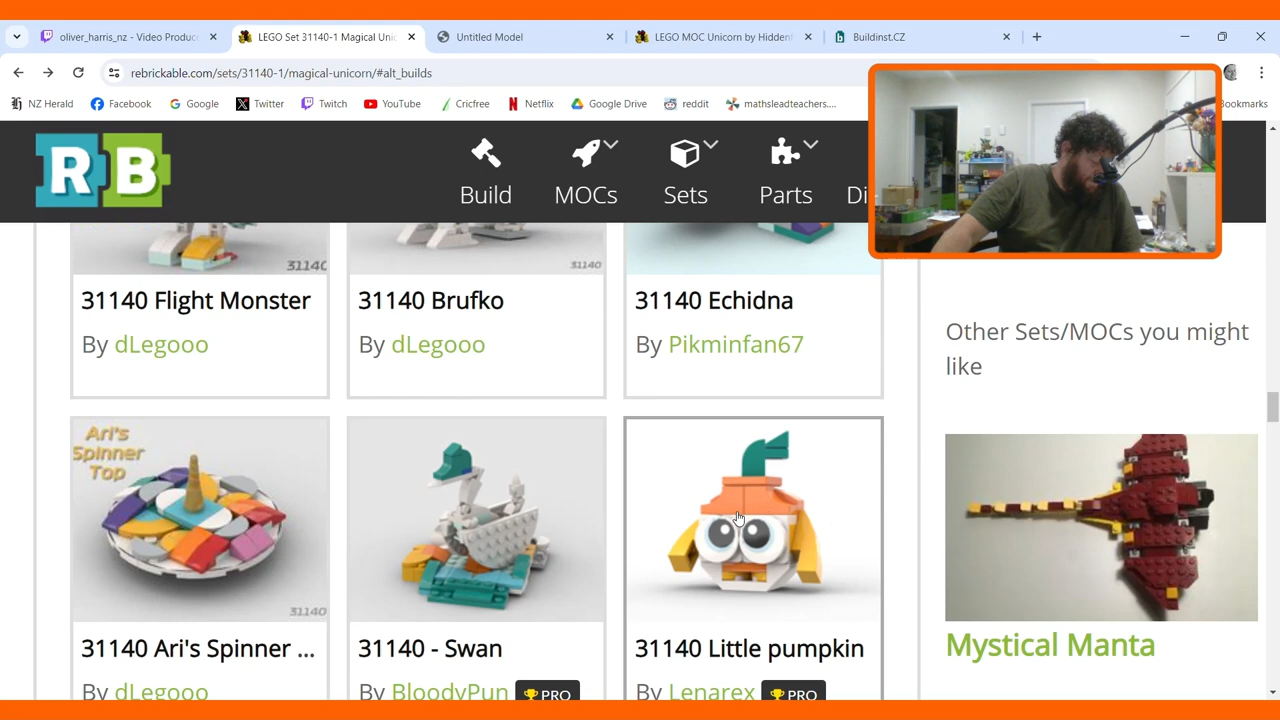 oliver_harris_nz - Video Produc
LEGO Set 31140-1 Magical Unic
Untitled Model
LEGO MOC Unicorn by Hiddenf
Buildinst.CZ
rebrickable.com/sets/31140-1/magical-unicorn/#alt_builds
NZ Herald
Facebook
Google
Twitter
Twitch
YouTube
Cricfree
Netflix
Google Drive
reddit
mathsleadteachers....
Bookmarks
RB
Build
MOCs
Sets
Parts
Di
31140
31140
31140 Flight Monster
By dLegooo
31140 Brufko
By dLegooo
31140 Echidna
By Pikminfan67
Other Sets/MOCs you might
like
Ari's
Spinner
Top
31140
31140 Ari's Spinner ...
By dLegooo
31140 - Swan
By BloodyPun PRO
31140 Little pumpkin
By Lenarex PRO
Mystical Manta